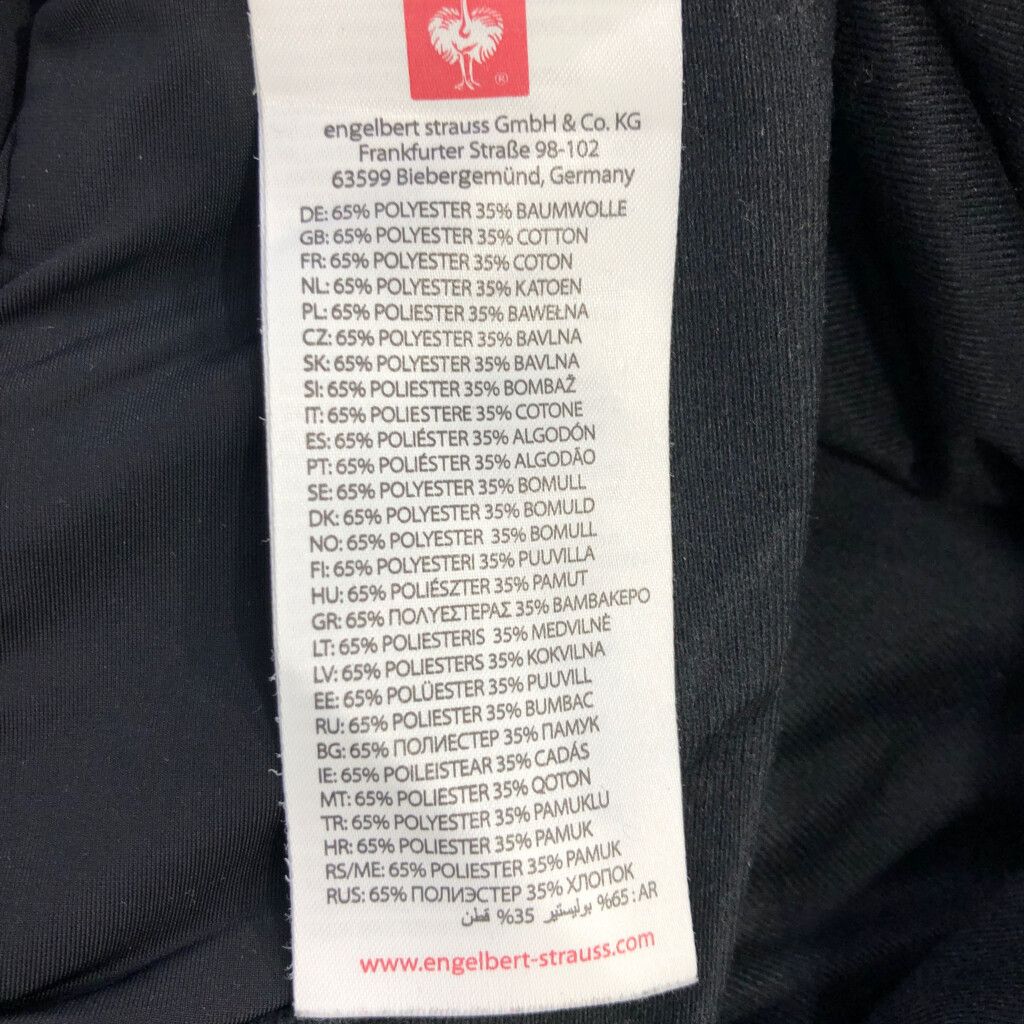 ®
engelbert strauss GmbH & Co. KG
Frankfurter Straße 98-102
63599 Biebergemünd, Germany
DE: 65% POLYESTER 35% BAUMWOLLE
GB: 65% POLYESTER 35% COTTON
FR: 65% POLYESTER 35% COTON
NL: 65% POLYESTER 35% KATOEN
PL: 65% POLIESTER 35% BAWEŁNA
CZ: 65% POLYESTER 35% BAVLNA
SK: 65% POLYESTER 35% BAVLNA
SI: 65% POLIESTER 35% BOMBAŽ
IT: 65% POLIESTERE 35% COTONE
ES: 65% POLIÉSTER 35% ALGODÓN
PT: 65% POLIÉSTER 35% ALGODÃO
SE: 65% POLYESTER 35% BOMULL
DK: 65% POLYESTER 35% BOMULD
NO: 65% POLYESTER 35% BOMULL
FI: 65% POLYESTERI 35% PUUVILLA
HU: 65% POLIÉSZTER 35% PAMUT
GR: 65% ΠΟΛΥΕΣΤΕΡΑΣ 35% ΒΑΜΒΑΚΕΡΟ
LT: 65% POLIESTERIS 35% MEDVILNĖ
LV: 65% POLIESTERS 35% KOKVILNA
EE: 65% POLÜESTER 35% PUUVILL
RU: 65% POLIESTER 35% BUMBAC
BG: 65% ПОЛИЕСТЕР 35% ПАМУК
IE: 65% POILEISTEAR 35% CADÁS
MT: 65% POLIESTER 35% QOTON
TR: 65% POLYESTER 35% PAMUKLU
HR: 65% POLIESTER 35% PAMUK
RS/ME: 65% POLIESTER 35% PAMUK
RUS: 65% ПОЛИЭСТЕР 35% ХЛОПОК
AR: 65% بوليستير 35% قطن
www.engelbert-strauss.com